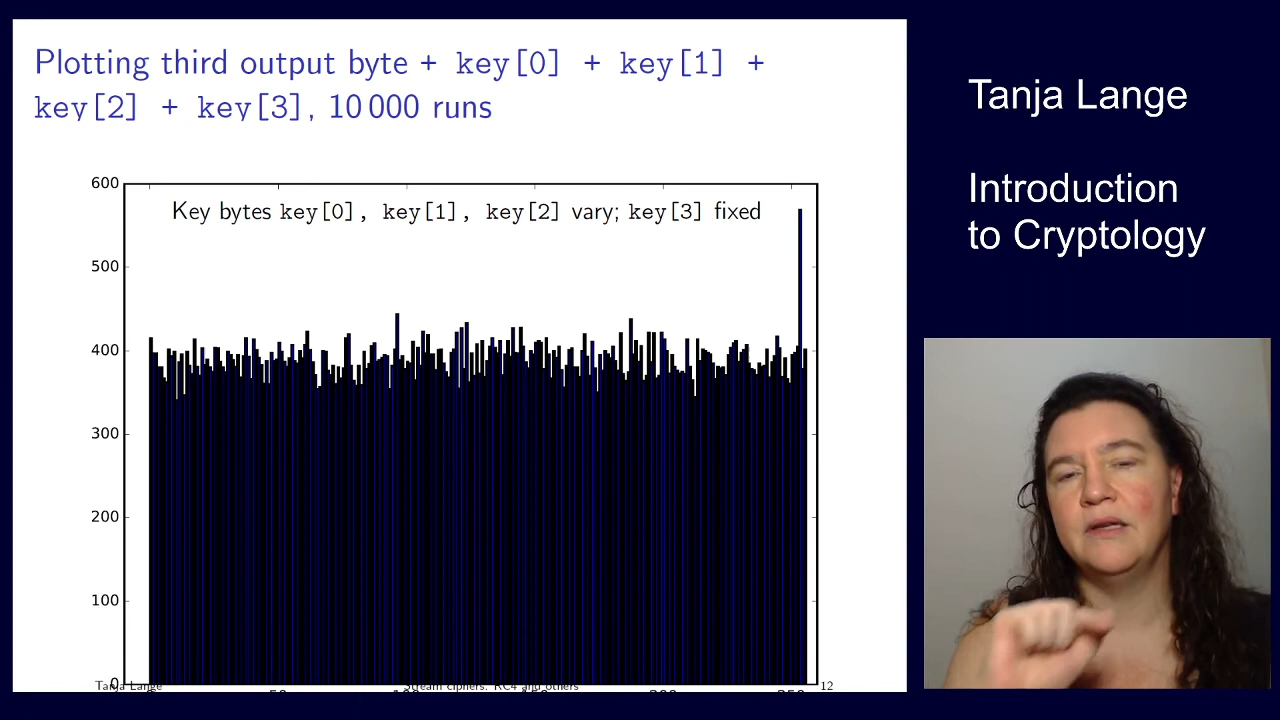 Plotting third output byte + key[0] + key[1] +
key[2] + key[3], 10 000 runs
600
Key bytes key[0], key[1], key[2] vary; key[3] fixed
500
400
300
200
100
0
Tanja Lange
Stream ciphers: RC4 and others
12
Tanja Lange
Introduction
to Cryptology